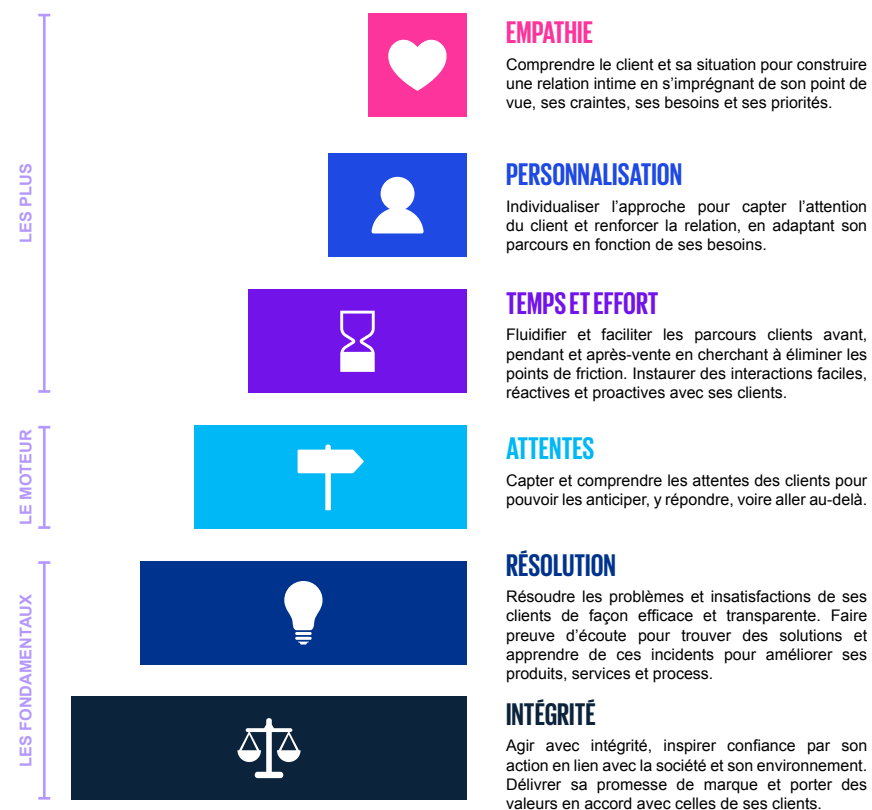 LES PLUS
EMPATHIE
Comprendre le client et sa situation pour construire
une relation intime en s’imprégnant de son point de
vue, ses craintes, ses besoins et ses priorités.
PERSONNALISATION
Individualiser l’approche pour capter l’attention
du client et renforcer la relation, en adaptant son
parcours en fonction de ses besoins.
TEMPS ET EFFORT
Fluidifier et faciliter les parcours clients avant,
pendant et après-vente en cherchant à éliminer les
points de friction. Instaurer des interactions faciles,
réactives et proactives avec ses clients.
LE MOTEUR
ATTENTES
Capter et comprendre les attentes des clients pour
pouvoir les anticiper, y répondre, voire aller au-delà.
LES FONDAMENTAUX
RÉSOLUTION
Résoudre les problèmes et insatisfactions de ses
clients de façon efficace et transparente. Faire
preuve d’écoute pour trouver des solutions et
apprendre de ces incidents pour améliorer ses
produits, services et process.
INTÉGRITÉ
Agir avec intégrité, inspirer confiance par son
action en lien avec la société et son environnement.
Délivrer sa promesse de marque et porter des
valeurs en accord avec celles de ses clients.